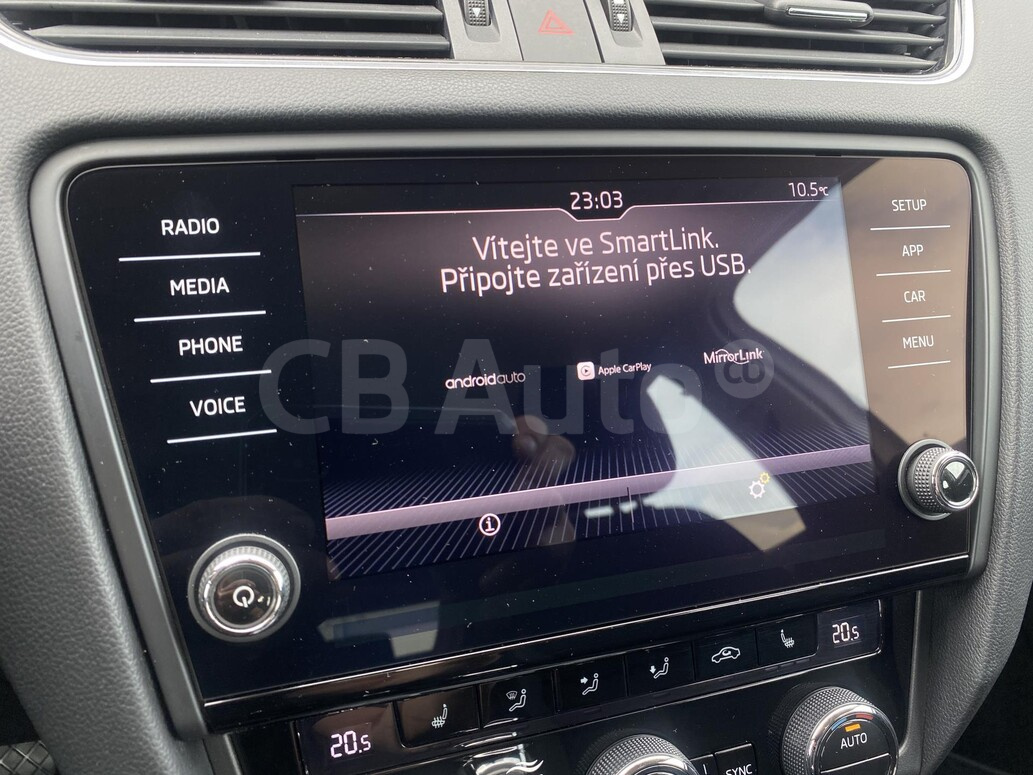 23:03
10.5°C
Vítejte ve SmartLink.
Připojte zařízení přes USB.
RADIO
MEDIA
PHONE
VOICE
SETUP
APP
CAR
MENU
androidauto
Apple CarPlay
MirrorLink
CB Auto cb
i
20.5
20.5
SYNC
AUTO